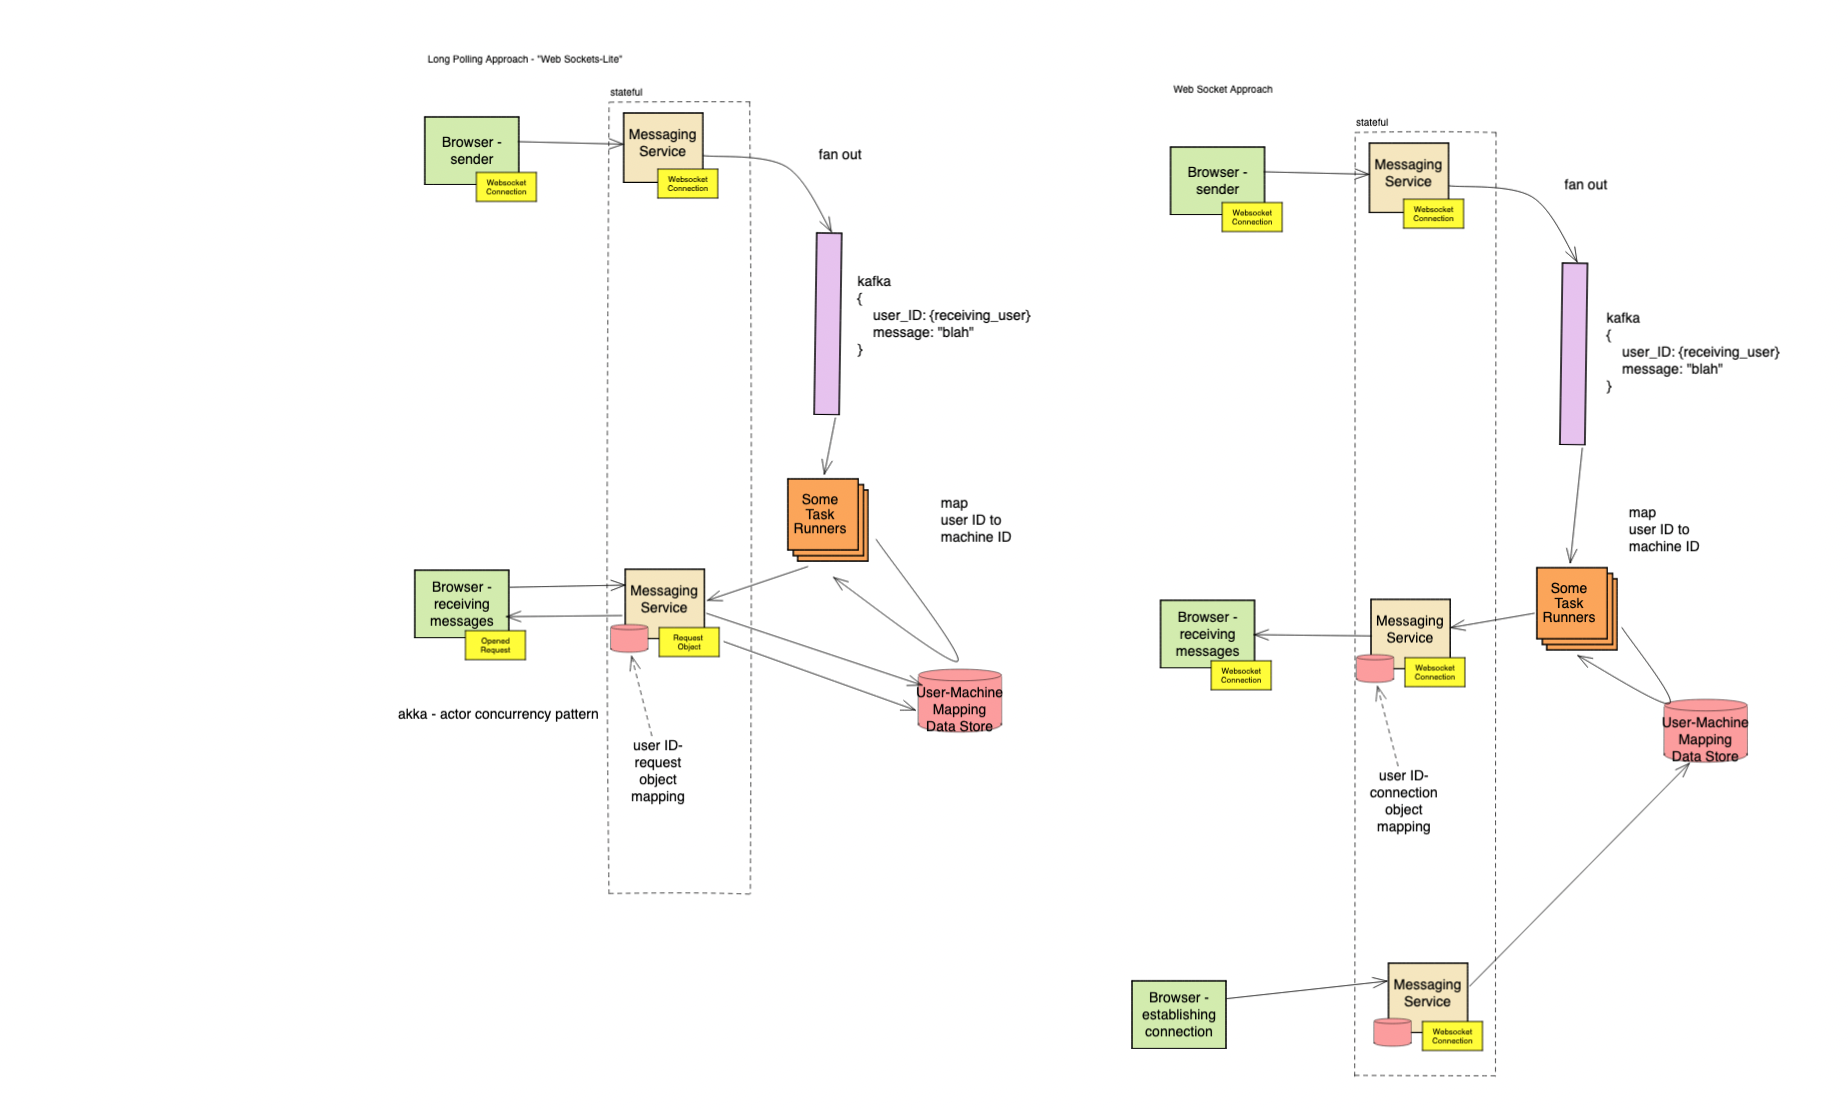 Long Polling Approach - "Web Sockets-Lite"
stateful
Browser -
sender
Websocket
Connection
Messaging
Service
Websocket
Connection
fan out
kafka
{
user_ID: {receiving_user}
message: "blah"
}
Some
Task
Runners
map
user ID to
machine ID
Browser -
receiving
messages
Opened
Request
Messaging
Service
Request
Object
User-Machine
Mapping
Data Store
akka - actor concurrency pattern
user ID-
request
object
mapping
Web Socket Approach
stateful
Browser -
sender
Websocket
Connection
Messaging
Service
Websocket
Connection
fan out
kafka
{
user_ID: {receiving_user}
message: "blah"
}
map
user ID to
machine ID
Some
Task
Runners
Browser -
receiving
messages
Websocket
Connection
Messaging
Service
Websocket
Connection
User-Machine
Mapping
Data Store
user ID-
connection
object
mapping
Browser -
establishing
connection
Messaging
Service
Websocket
Connection